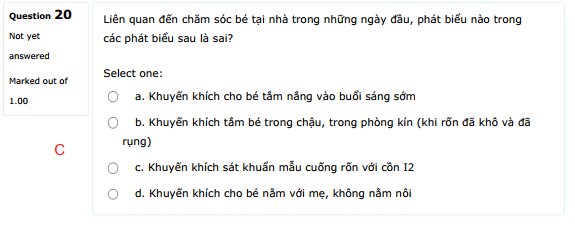 Question 20
Not yet
answered
Marked out of
1.00
C
Liên quan đến chăm sóc bé tại nhà trong những ngày đầu, phát biểu nào trong
các phát biểu sau là sai?
Select one:
a. Khuyến khích cho bé tắm nắng vào buổi sáng sớm
b. Khuyến khích tắm bé trong chậu, trong phòng kín (khi rốn đã khô và đã
rụng)
c. Khuyến khích sát khuẩn mẫu cuống rốn với cồn I2
d. Khuyến khích cho bé nằm với mẹ, không nằm nôi